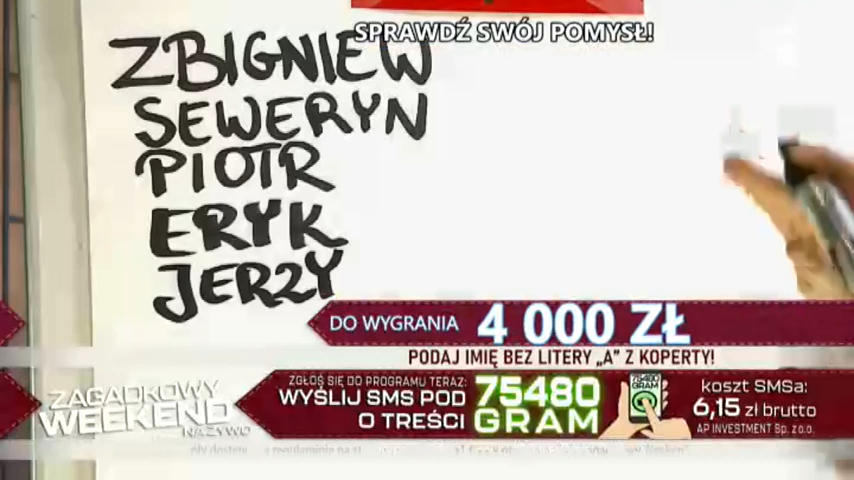 SPRAWDŹ SWÓJ POMYSŁ!
ZBIGNIEW
SEWERYN
PIOTR
ERYK
JERZY
DO WYGRANIA 4 000 ZŁ
PODAJ IMIĘ BEZ LITERY „A” Z KOPERTY!
ZAGADKOWY
WEEKEND
NA ŻYWO
ZGŁOŚ SIĘ DO PROGRAMU TERAZ:
WYŚLIJ SMS POD 75480
O TREŚCI GRAM
75480
GRAM
koszt SMSa:
6,15 zł brutto
AP INVESTMENT Sp. z o.o.